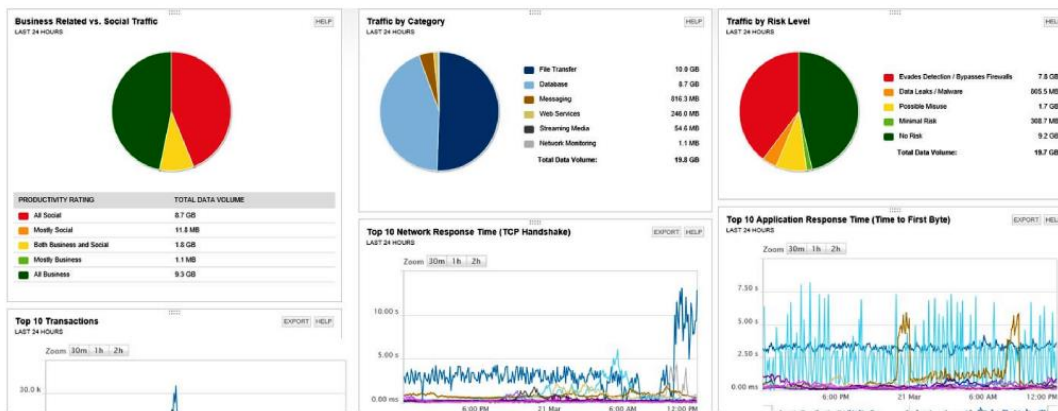 Business Related vs. Social Traffic
HELP
LAST 24 HOURS
PRODUCTIVITY RATING TOTAL DATA VOLUME
All Social 8.7 GB
Mostly Social 11.8 MB
Both Business and Social 1.8 GB
Mostly Business 1.1 MB
All Business 9.3 GB
Traffic by Category
HELP
LAST 24 HOURS
File Transfer 10.0 GB
Database 8.7 GB
Messaging 816.3 MB
Web Services 246.0 MB
Streaming Media 54.6 MB
Network Monitoring 1.1 MB
Total Data Volume: 19.8 GB
Traffic by Risk Level
LAST 24 HOURS
Evades Detection / Bypasses Firewalls 7.8 GB
Data Leaks / Malware
Possible Misuse 1.7 GB
Minimal Risk 308.7 MB
No Risk 9.2 GB
Total Data Volume: 19.7 GB
Top 10 Transactions
EXPORT HELP
LAST 24 HOURS
Zoom 30m 1h 2h
30.0 k
Top 10 Network Response Time (TCP Handshake)
EXPORT HELP
LAST 24 HOURS
Zoom 30m 1h 2h
10.00 s
5.00 s
0.00 ms
6:00 PM 21 Mar 6:00 AM 12:00 PM
Top 10 Application Response Time (Time to First Byte)
EXPORT
LAST 24 HOURS
Zoom 30m 1h 2h
7.50 s
5.00 s
2.50 s
0.00 ms
6:00 PM 21 Mar 6:00 AM 12:00 PM